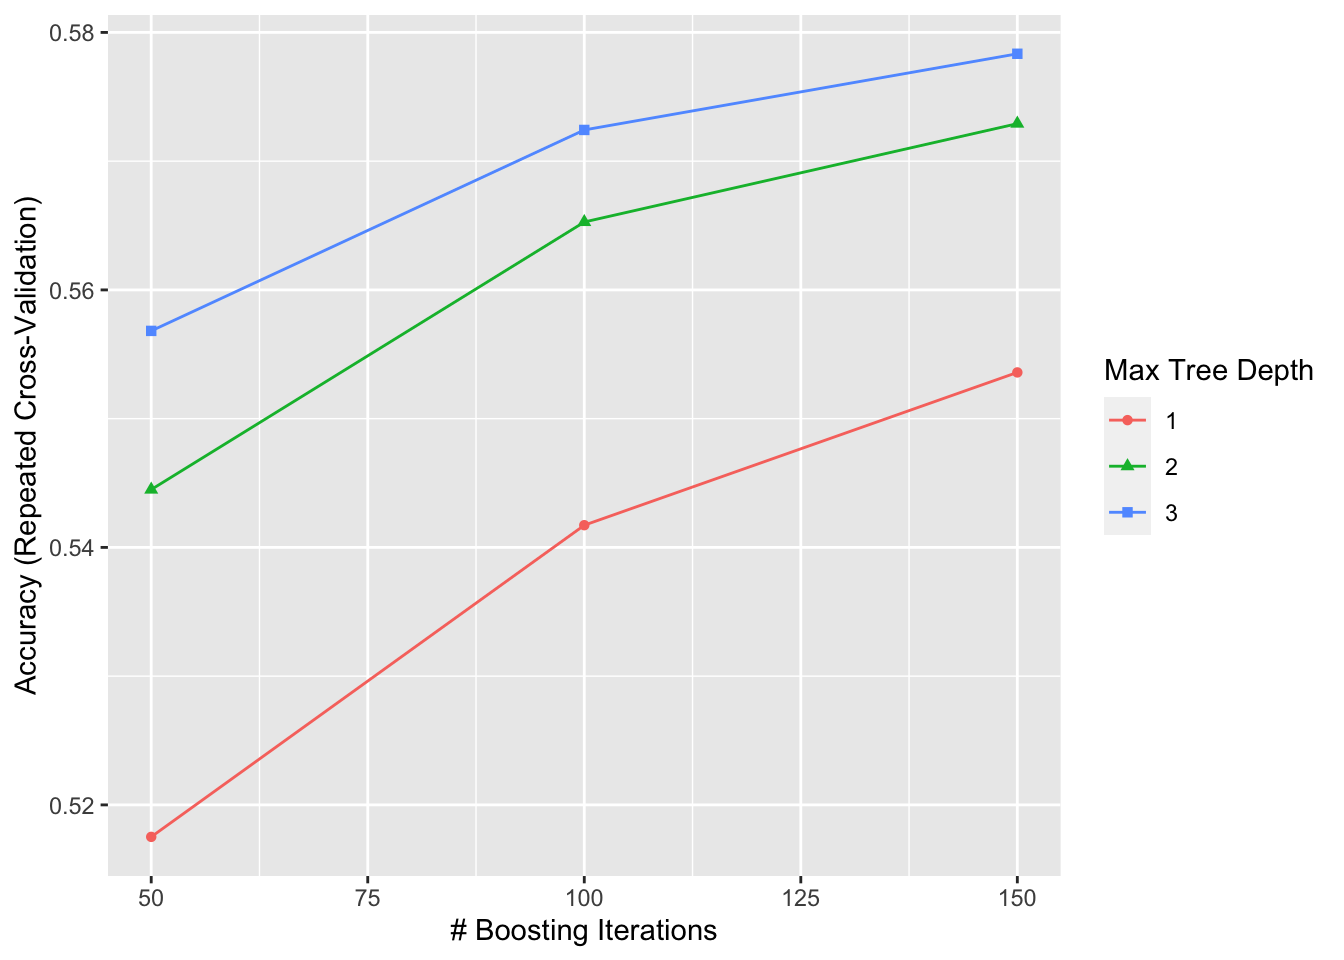 0.58
0.56
0.54
0.52
Accuracy (Repeated Cross-Validation)
50 75 100 125 150
# Boosting Iterations
Max Tree Depth
1
2
3